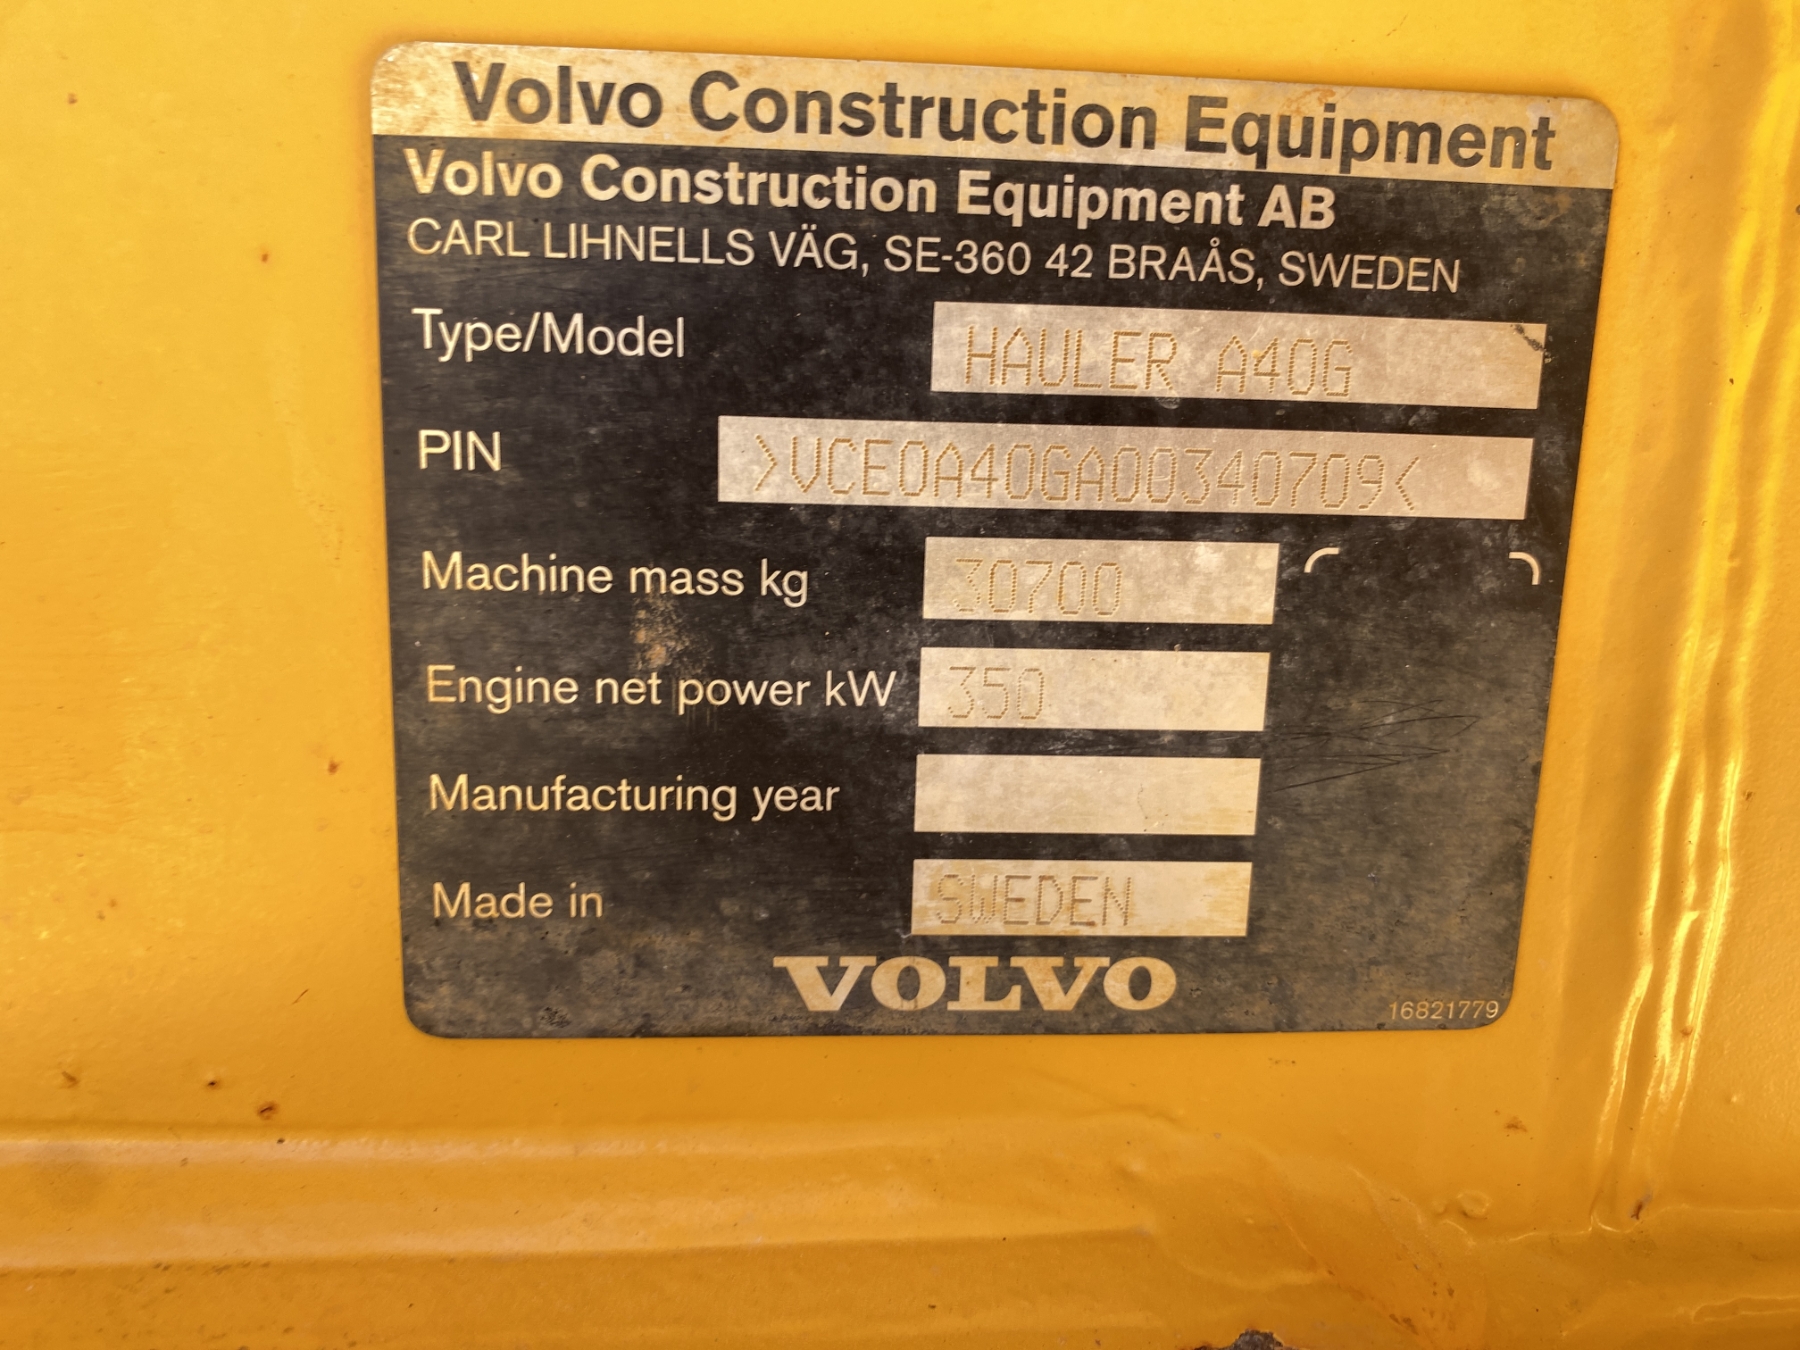 Volvo Construction Equipment
Volvo Construction Equipment AB
CARL LIHNELLS VÄG, SE-360 42 BRAÅS, SWEDEN
Type/Model HAULER A40G
PIN >VCE0A40GA00340709<
Machine mass kg 30700
Engine net power kW 350
Manufacturing year
Made in SWEDEN
VOLVO
16821779